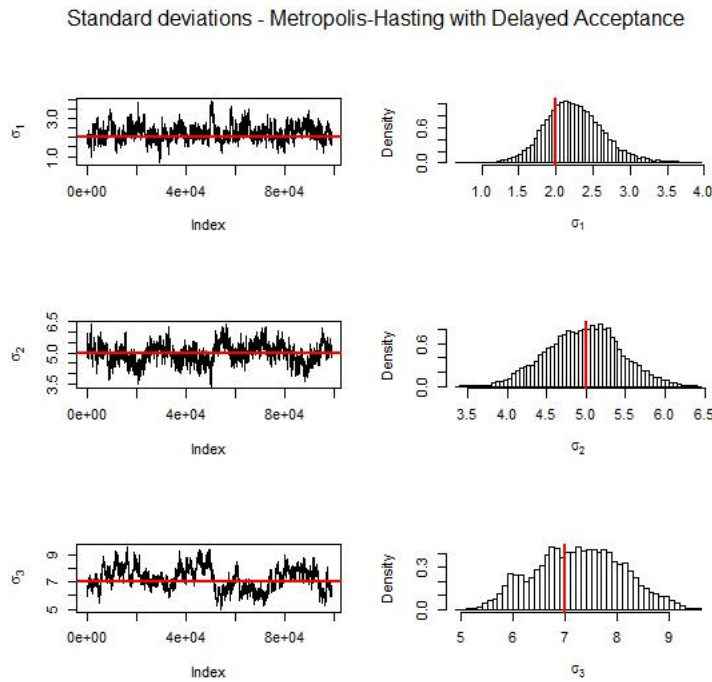 Standard deviations - Metropolis-Hasting with Delayed Acceptance
σ1
1.0 3.0
0e+00 4e+04 8e+04
Index
Density
0.0 0.6
1.0 1.5 2.0 2.5 3.0 3.5 4.0
σ1
σ2
3.5 5.0 6.5
0e+00 4e+04 8e+04
Index
Density
0.0 0.6
3.5 4.0 4.5 5.0 5.5 6.0 6.5
σ2
σ3
5 7 9
0e+00 4e+04 8e+04
Index
Density
0.0 0.3
5 6 7 8 9
σ3